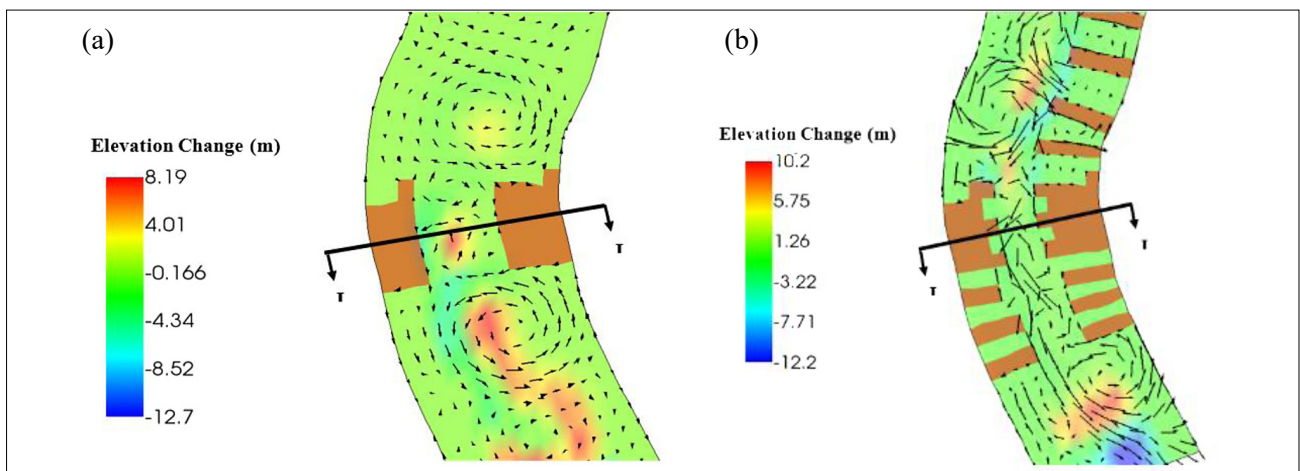 (a)
Elevation Change (m)
8.19
4.01
-0.166
-4.34
-8.52
-12.7
I
I
(b)
Elevation Change (m)
10.2
5.75
1.26
-3.22
-7.71
-12.2
I
I